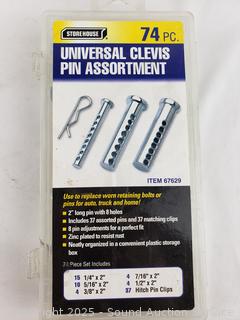 STOREHOUSE
74 PC.
UNIVERSAL CLEVIS
PIN ASSORTMENT
ITEM 67629
Use to replace worn retaining bolts or
pins for auto, truck and home!
• 2" long pin with 8 holes
• Includes 37 assorted pins and 37 matching clips
• 8 pin adjustments for a perfect fit
• Zinc plated to resist rust
• Neatly organized in a convenient plastic storage
box
74 Piece Set Includes
15 1/4" x 2" 4 7/16" x 2"
10 5/16" x 2" 4 1/2" x 2"
4 3/8" x 2" 37 Hitch Pin Clips
Copyright 2025 - Sound Auction Service